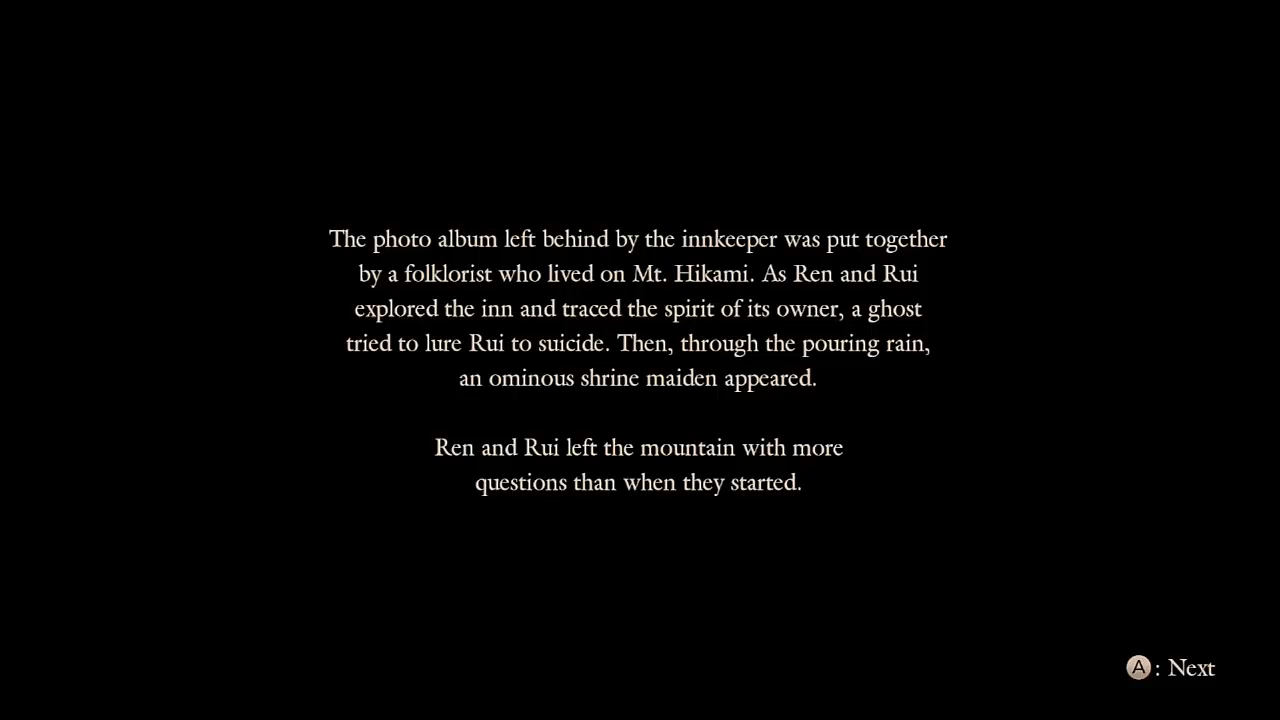 The photo album left behind by the innkeeper was put together
by a folklorist who lived on Mt. Hikami. As Ren and Rui
explored the inn and traced the spirit of its owner, a ghost
tried to lure Rui to suicide. Then, through the pouring rain,
an ominous shrine maiden appeared.
Ren and Rui left the mountain with more
questions than when they started.
A : Next